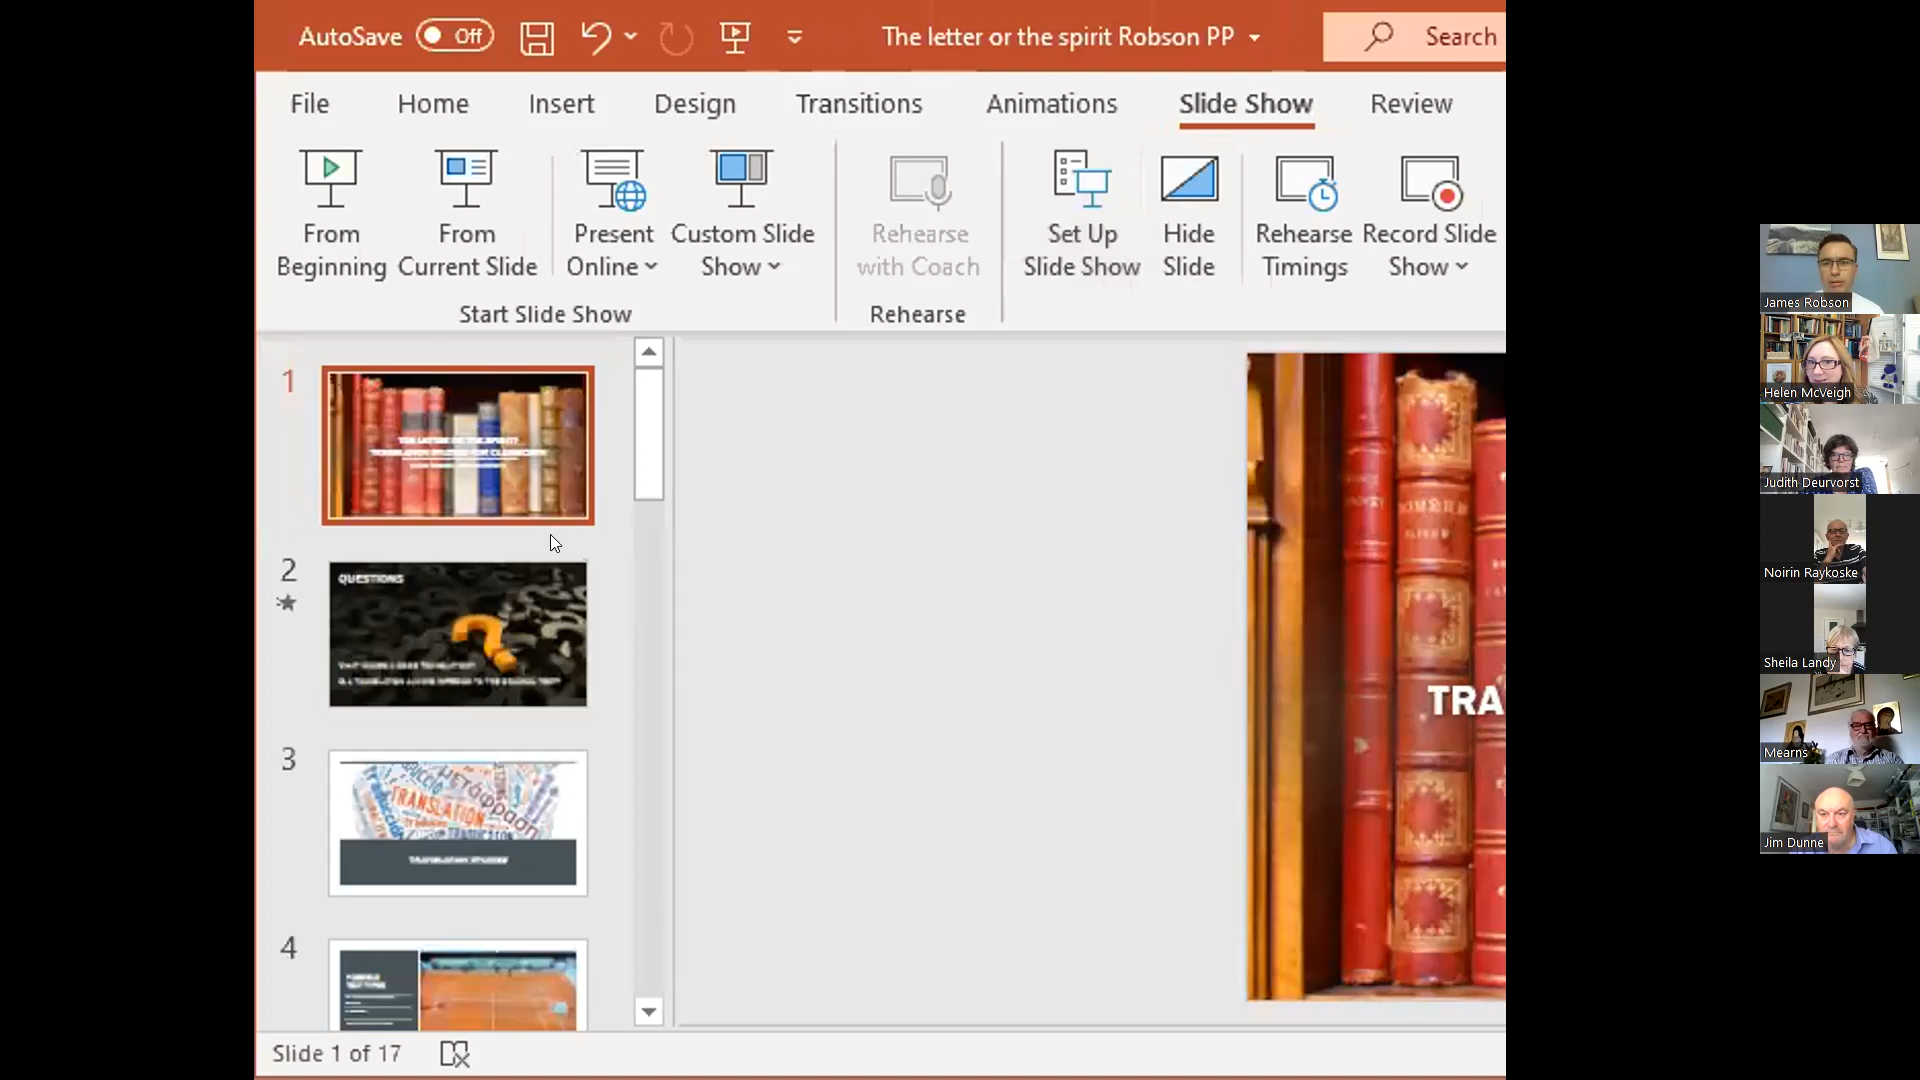 AutoSave Off The letter or the spirit Robson PP Search
File Home Insert Design Transitions Animations Slide Show Review
From Beginning
From Current Slide
Present Online
Custom Slide Show
Rehearse with Coach
Set Up Slide Show
Hide Slide
Rehearse Timings
Record Slide Show
Start Slide Show
Rehearse
1
2
QUESTIONS
3
μετάφραση
TRANSLATION
TRANSLATION STUDIES
4
TRA
Slide 1 of 17
James Robson
Helen McVeigh
Judith Deurvorst
Noirin Raykoske
Sheila Landy
Mearns
Jim Dunne